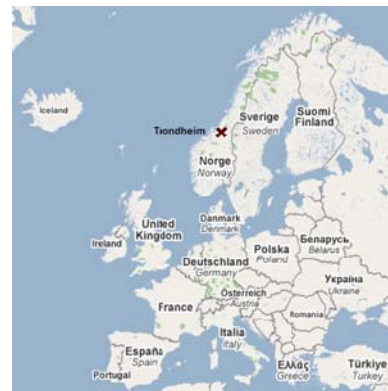 Iceland
Suomi
Finland
Sverige
Sweden
Tiondheim
Norge
Norway
Danmark
Denmark
United
Kingdom
Ireland
Беларусь
Belarus
Polska
Poland
Deutschland
Germany
Україна
Ukraine
Österreich
Austria
France
Romania
Italia
Italy
España
Spain
Portugal
Ελλάς
Greece
Türkiye
Turkey